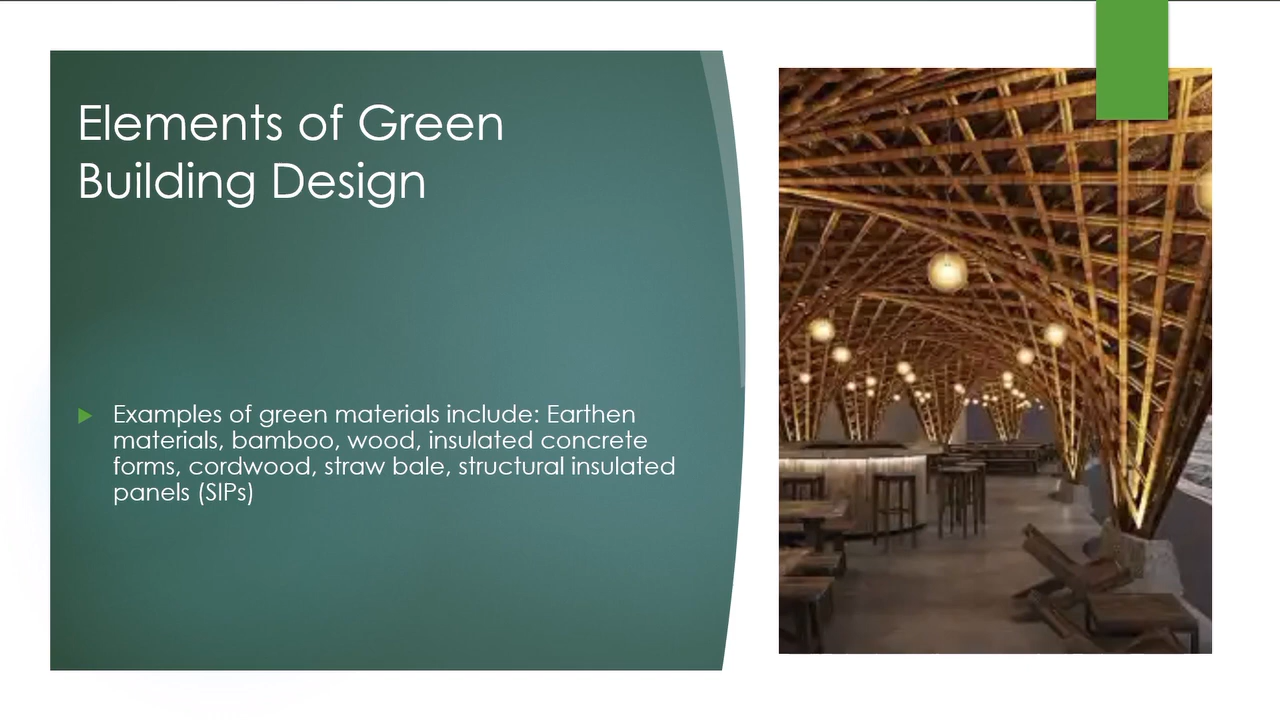 Elements of Green
Building Design
Examples of green materials include: Earthen
materials, bamboo, wood, insulated concrete
forms, cordwood, straw bale, structural insulated
panels (SIPs)